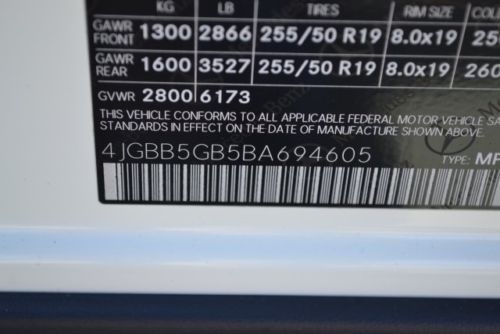 KG LB TIRES RIM SIZE
GAWR FRONT 1300 2866 255/50 R19 8.0x19
GAWR REAR 1600 3527 255/50 R19 8.0x19 260
GVWR 2800 6173
THIS VEHICLE CONFORMS TO ALL APPLICABLE FEDERAL MOTOR VEHICLE SA
IN EFFECT ON THE DATE OF MANUFACTURE SHOWN ABOVE.
4JGBB5GB5BA694605
TYPE: MP